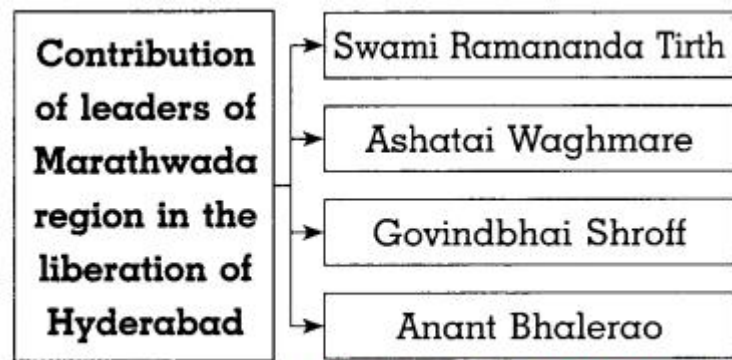 Contribution
of leaders of
Marathwada
region in the
liberation of
Hyderabad
Swami Ramananda Tirth
Ashatai Waghmare
Govindbhai Shroff
Anant Bhalerao